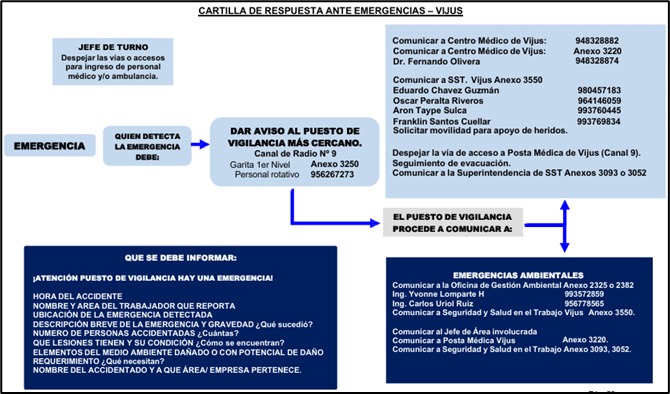 CARTILLA DE RESPUESTA ANTE EMERGENCIAS – VIJUS
JEFE DE TURNO
Despejar las vías o accesos
para ingreso de personal
médico y/o ambulancia.
EMERGENCIA
QUIEN DETECTA
LA EMERGENCIA
DEBE:
DAR AVISO AL PUESTO DE
VIGILANCIA MÁS CERCANO.
Canal de Radio Nº 9
Garita 1er Nivel Anexo 3250
Personal rotativo 956267273
Comunicar a Centro Médico de Vijus: 948328882
Comunicar a Centro Médico de Vijus: Anexo 3220
Dr. Fernando Olivera 948328874
Comunicar a SST. Vijus Anexo 3550
Eduardo Chavez Guzmán 980457183
Oscar Peralta Riveros 964146059
Aron Taype Sulca 993760445
Franklin Santos Cuellar 993769834
Solicitar movilidad para apoyo de heridos.
Despejar la vía de acceso a Posta Médica de Vijus (Canal 9).
Seguimiento de evacuación.
Comunicar a la Superintendencia de SST Anexos 3093 o 3052
EL PUESTO DE VIGILANCIA
PROCEDE A COMUNICAR A:
QUE SE DEBE INFORMAR:
¡ATENCIÓN PUESTO DE VIGILANCIA HAY UNA EMERGENCIA!
HORA DEL ACCIDENTE
NOMBRE Y AREA DEL TRABAJADOR QUE REPORTA
UBICACIÓN DE LA EMERGENCIA DETECTADA
DESCRIPCIÓN BREVE DE LA EMERGENCIA Y GRAVEDAD ¿Qué sucedió?
NUMERO DE PERSONAS ACCIDENTADAS ¿Cuántas?
QUE LESIONES TIENEN Y SU CONDICIÓN ¿Cómo se encuentran?
ELEMENTOS DEL MEDIO AMBIENTE DAÑADO O CON POTENCIAL DE DAÑO
REQUERIMIENTO ¿Qué necesitan?
NOMBRE DEL ACCIDENTADO Y A QUE ÁREA/ EMPRESA PERTENECE.
EMERGENCIAS AMBIENTALES
Comunicar a la Oficina de Gestión Ambiental Anexo 2325 o 2382
Ing. Yvonne Lomparte H 993572859
Ing. Carlos Uriol Ruiz 956778565
Comunicar a Seguridad y Salud en el Trabajo Vijus Anexo 3550.
Comunicar al Jefe de Área involucrada
Comunicar a Posta Médica Vijus Anexo 3220.
Comunicar a Seguridad y Salud en el Trabajo Anexo 3093, 3052.